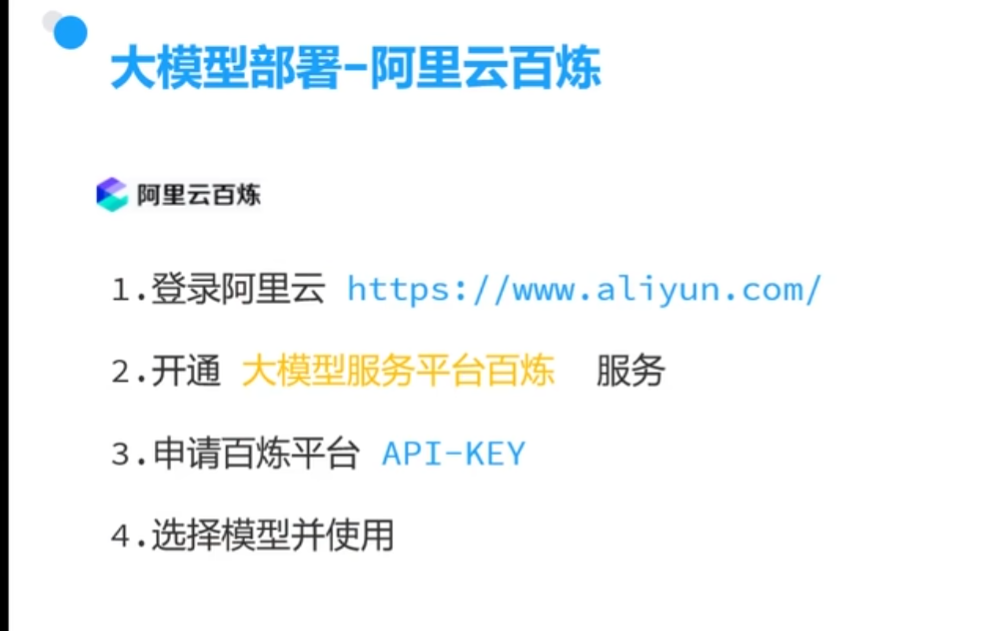 大模型部署-阿里云百炼
阿里云百炼
1.登录阿里云 https://www.aliyun.com/
2.开通 大模型服务平台百炼 服务
3.申请百炼平台 API-KEY
4.选择模型并使用